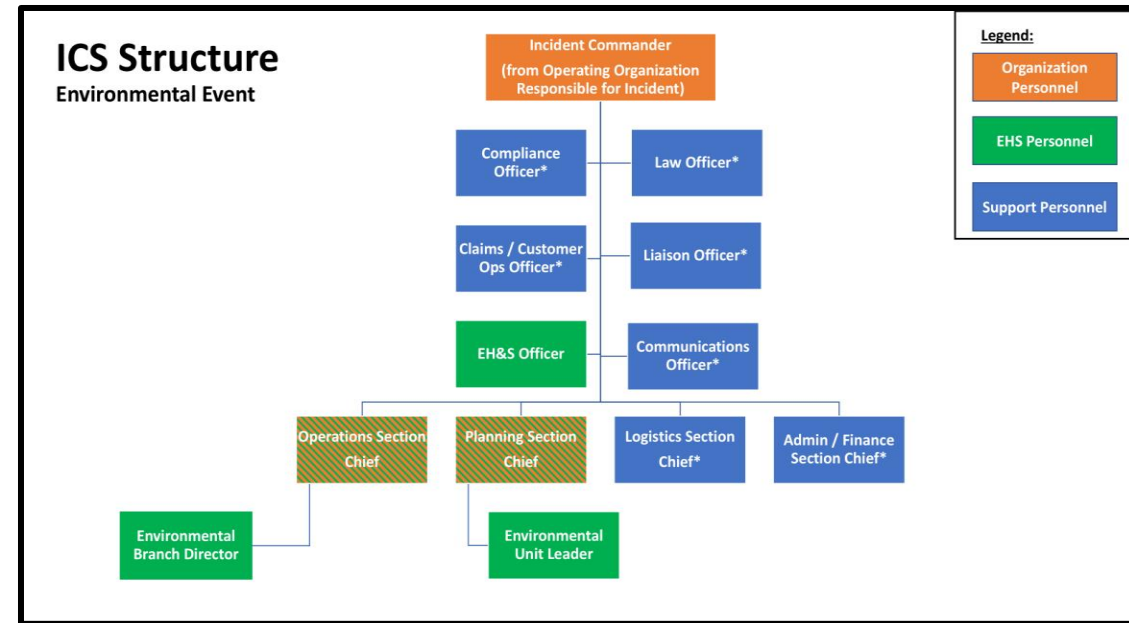 ICS Structure
Environmental Event
Incident Commander
(from Operating Organization
Responsible for Incident)
Legend:
Organization
Personnel
EHS Personnel
Support Personnel
Compliance
Officer*
Law Officer*
Claims / Customer
Ops Officer*
Liaison Officer*
EH&S Officer
Communications
Officer*
Operations Section
Chief
Planning Section
Chief
Logistics Section
Chief*
Admin / Finance
Section Chief*
Environmental
Branch Director
Environmental
Unit Leader